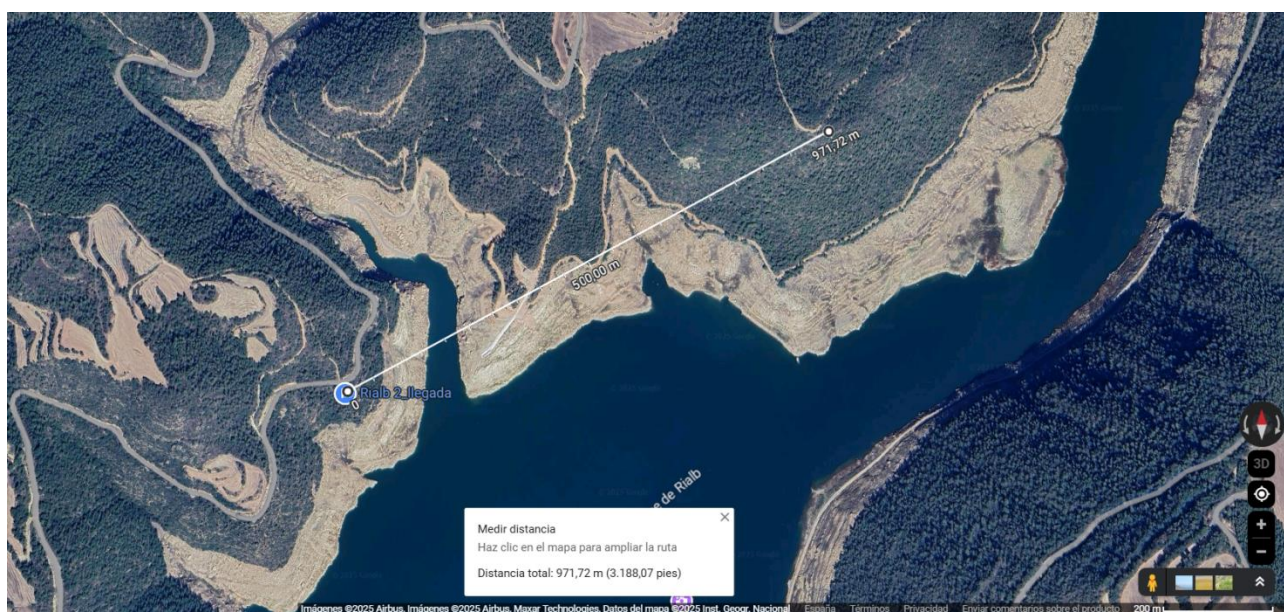 971,72 m
500,00 m
Rialb 2_llegada
0
e de Rialb
Medir distancia
Haz clic en el mapa para ampliar la ruta
Distancia total: 971,72 m (3.188,07 pies)
3D
Imágenes ©2025 Airbus, Imágenes ©2025 Airbus, Maxar Technologies, Datos del mapa ©2025 Inst. Geogr. Nacional España Términos Privacidad Enviar comentarios sobre el producto 200 m